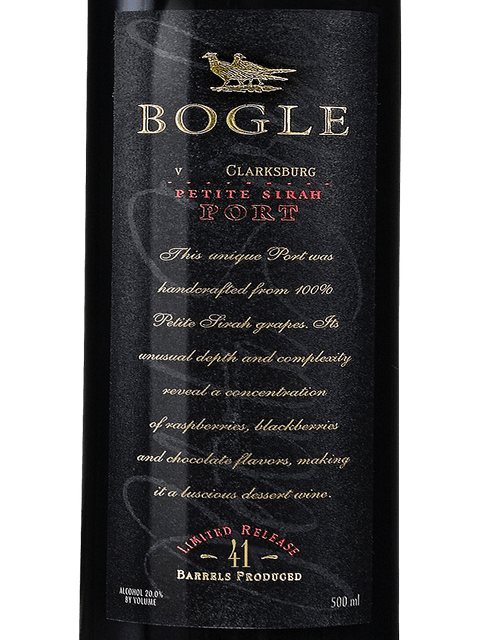 BOGLE
V CLARKSBURG
PETITE SIRAH
PORT
This unique Port was
handcrafted from 100%
Petite Sirah grapes. Its
unusual depth and complexity
reveal a concentration
of raspberries, blackberries
and chocolate flavors, making
it a luscious dessert wine.
LIMITED RELEASE
– 41 –
BARRELS PRODUCED
ALCOHOL 20.0%
BY VOLUME
500 ml